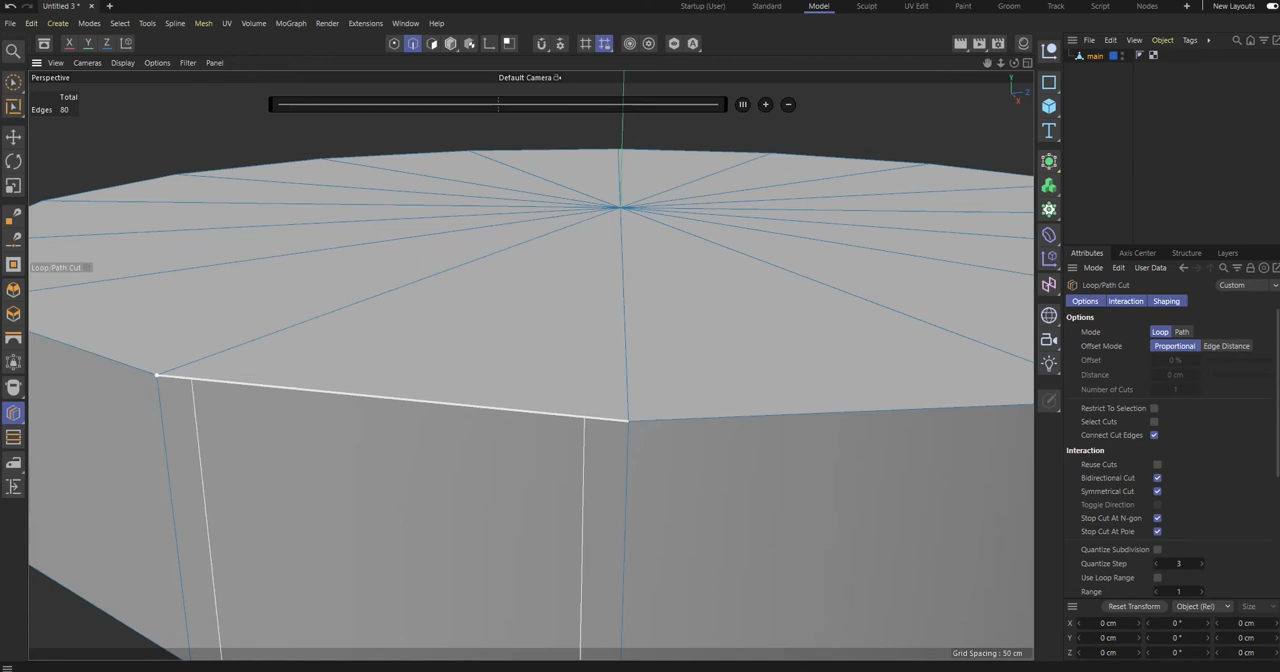 Untitled 3 *
Startup (User)
Standard
Model
Sculpt
UV Edit
Paint
Groom
Track
Script
Nodes
New Layouts
File
Edit
Create
Modes
Select
Tools
Spline
Mesh
UV
Volume
MoGraph
Render
Extensions
Window
Help
X
Y
Z
File
Edit
View
Object
Tags
main
View
Cameras
Display
Options
Filter
Panel
Perspective
Default Camera
Total
Edges 80
Y
Z
X
Loop/Path Cut
Attributes
Axis Center
Structure
Layers
Mode
Edit
User Data
Loop/Path Cut
Custom
Options
Interaction
Shaping
Options
Mode
Loop
Path
Offset Mode
Proportional
Edge Distance
Offset
0 %
Distance
0 cm
Number of Cuts
1
Restrict To Selection
Select Cuts
Connect Cut Edges
Interaction
Reuse Cuts
Bidirectional Cut
Symmetrical Cut
Toggle Direction
Stop Cut At N-gon
Stop Cut At Pole
Quantize Subdivision
Quantize Step
3
Use Loop Range
Range
1
Reset Transform
Object (Rel)
Size
X 0 cm 0 ° 0 cm
Y 0 cm 0 ° 0 cm
Z 0 cm 0 ° 0 cm
Grid Spacing : 50 cm